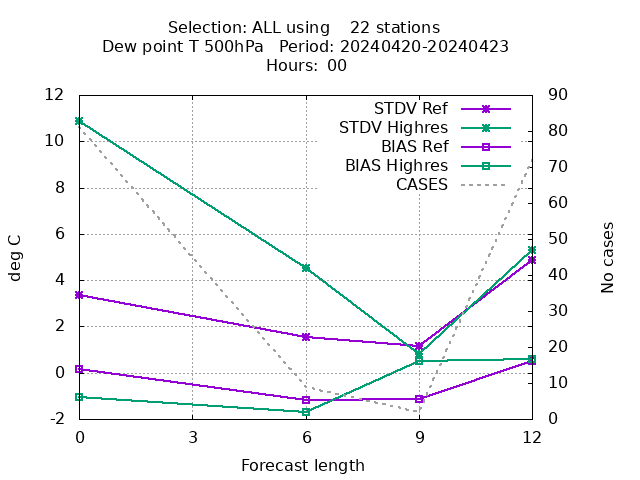 Selection: ALL using    22 stations
Dew point T 500hPa   Period: 20240420-20240423
Hours: 00
STDV Ref
STDV Highres
BIAS Ref
BIAS Highres
CASES
12
10
8
6
4
2
0
-2
deg C
90
80
70
60
50
40
30
20
10
0
No cases
0 3 6 9 12
Forecast length